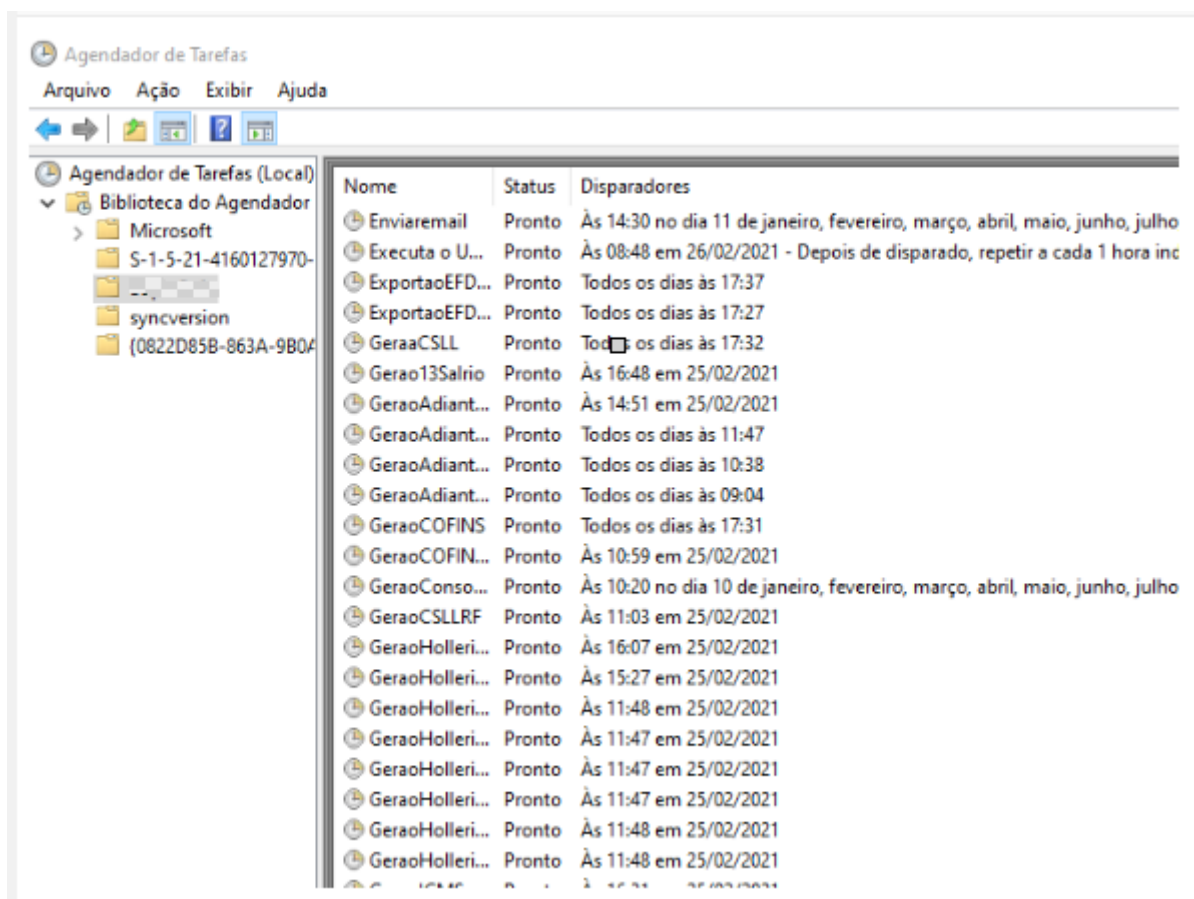 Agendador de Tarefas
Arquivo Ação Exibir Ajuda
Agendador de Tarefas (Local)
Biblioteca do Agendador
Microsoft
S-1-5-21-4160127970-
syncversion
{0822D85B-863A-9B0A
Nome Status Disparadores
Enviaremail Pronto Às 14:30 no dia 11 de janeiro, fevereiro, março, abril, maio, junho, julho
Executa o U... Pronto Às 08:48 em 26/02/2021 - Depois de disparado, repetir a cada 1 hora inc
ExportaoEFD... Pronto Todos os dias às 17:37
ExportaoEFD... Pronto Todos os dias às 17:27
GeraaCSLL Pronto Todos os dias às 17:32
Gerao13Salrio Pronto Às 16:48 em 25/02/2021
GeraoAdiant... Pronto Às 14:51 em 25/02/2021
GeraoAdiant... Pronto Todos os dias às 11:47
GeraoAdiant... Pronto Todos os dias às 10:38
GeraoAdiant... Pronto Todos os dias às 09:04
GeraoCOFINS Pronto Todos os dias às 17:31
GeraoCOFIN... Pronto Às 10:59 em 25/02/2021
GeraoConso... Pronto Às 10:20 no dia 10 de janeiro, fevereiro, março, abril, maio, junho, julho
GeraoCSLLRF Pronto Às 11:03 em 25/02/2021
GeraoHolleri... Pronto Às 16:07 em 25/02/2021
GeraoHolleri... Pronto Às 15:27 em 25/02/2021
GeraoHolleri... Pronto Às 11:48 em 25/02/2021
GeraoHolleri... Pronto Às 11:47 em 25/02/2021
GeraoHolleri... Pronto Às 11:47 em 25/02/2021
GeraoHolleri... Pronto Às 11:47 em 25/02/2021
GeraoHolleri... Pronto Às 11:48 em 25/02/2021
GeraoHolleri... Pronto Às 11:48 em 25/02/2021